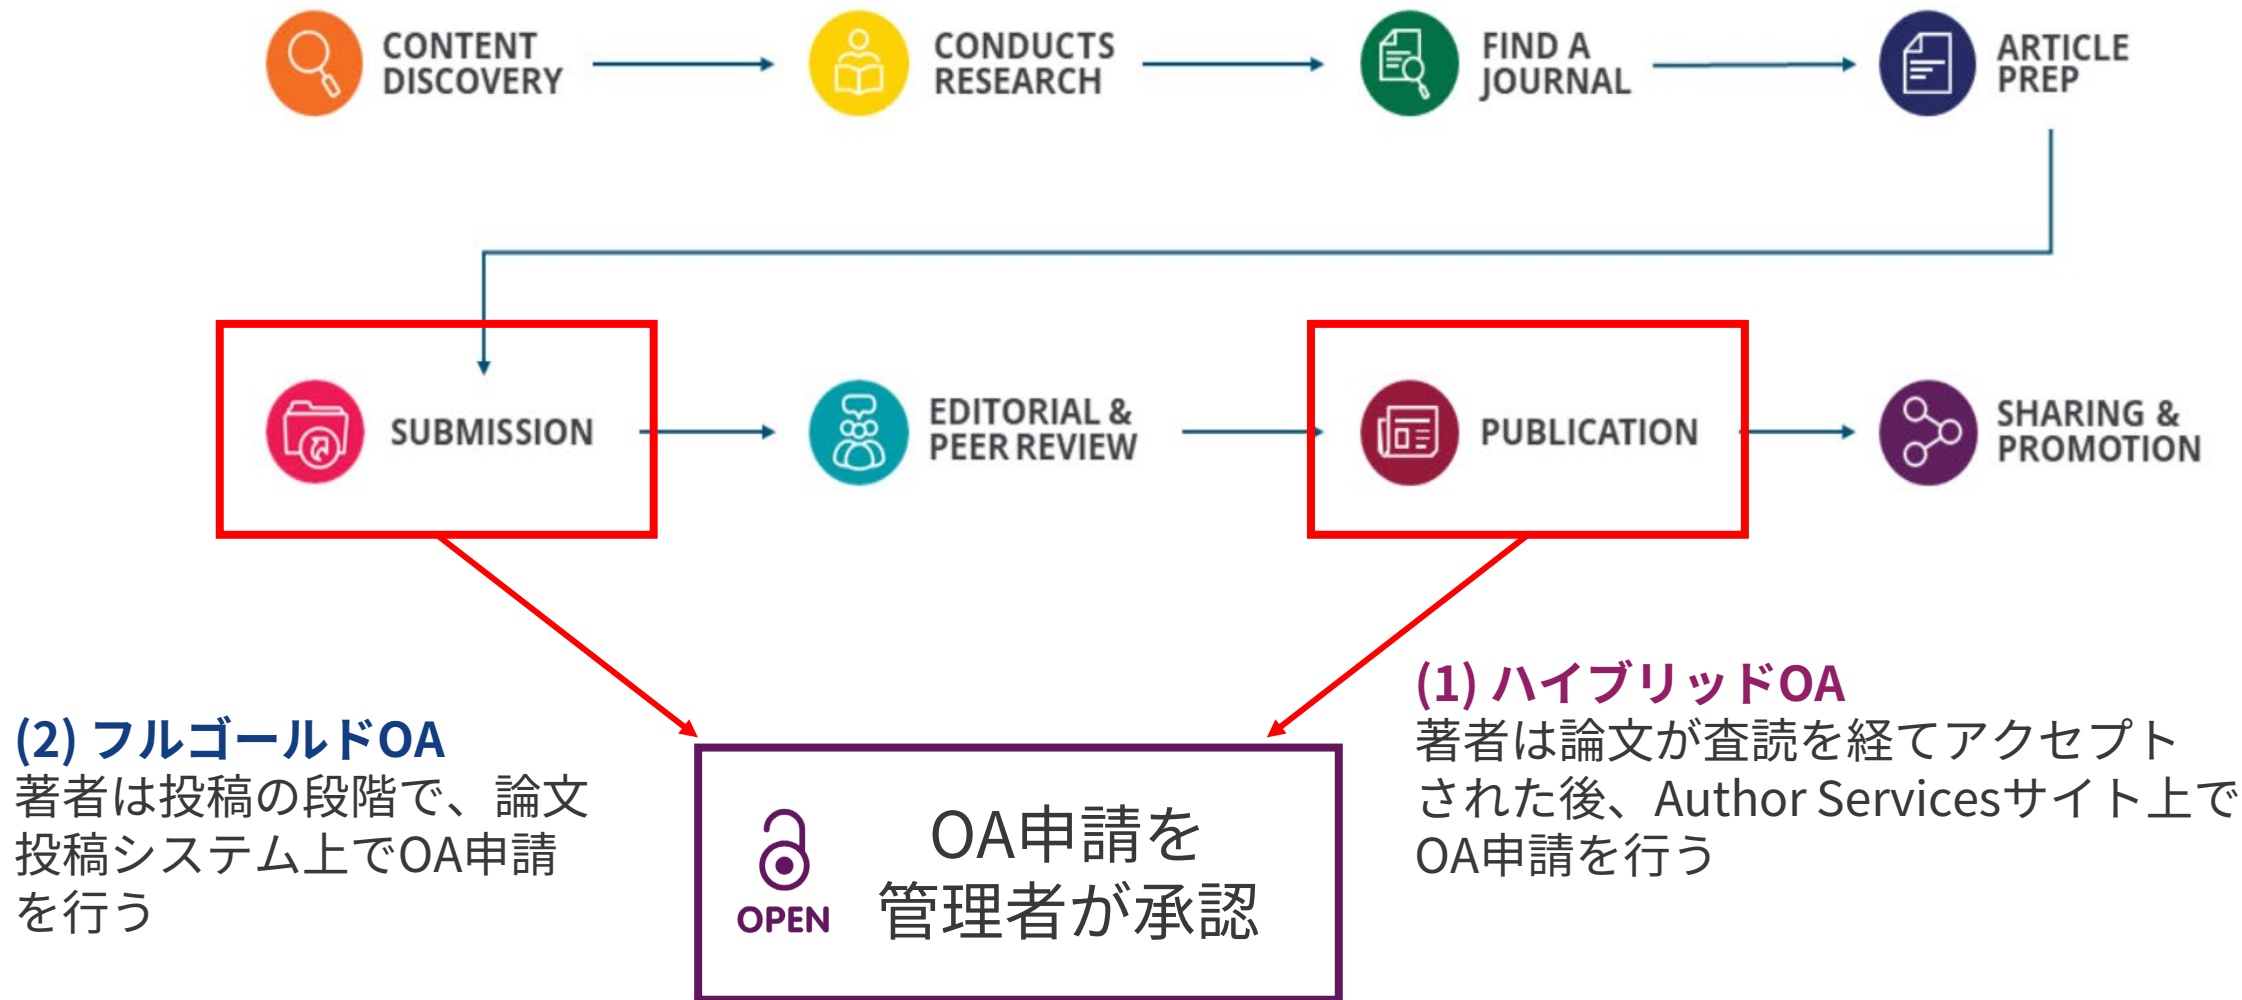 CONTENT
DISCOVERY
CONDUCTS
RESEARCH
FIND A
JOURNAL
ARTICLE
PREP
SUBMISSION
EDITORIAL &
PEER REVIEW
PUBLICATION
SHARING &
PROMOTION
(2) フルゴールドOA
著者は投稿の段階で、論文
投稿システム上でOA申請
を行う
OPEN
OA申請を
管理者が承認
(1) ハイブリッドOA
著者は論文が査読を経てアクセプト
された後、Author Servicesサイト上で
OA申請を行う